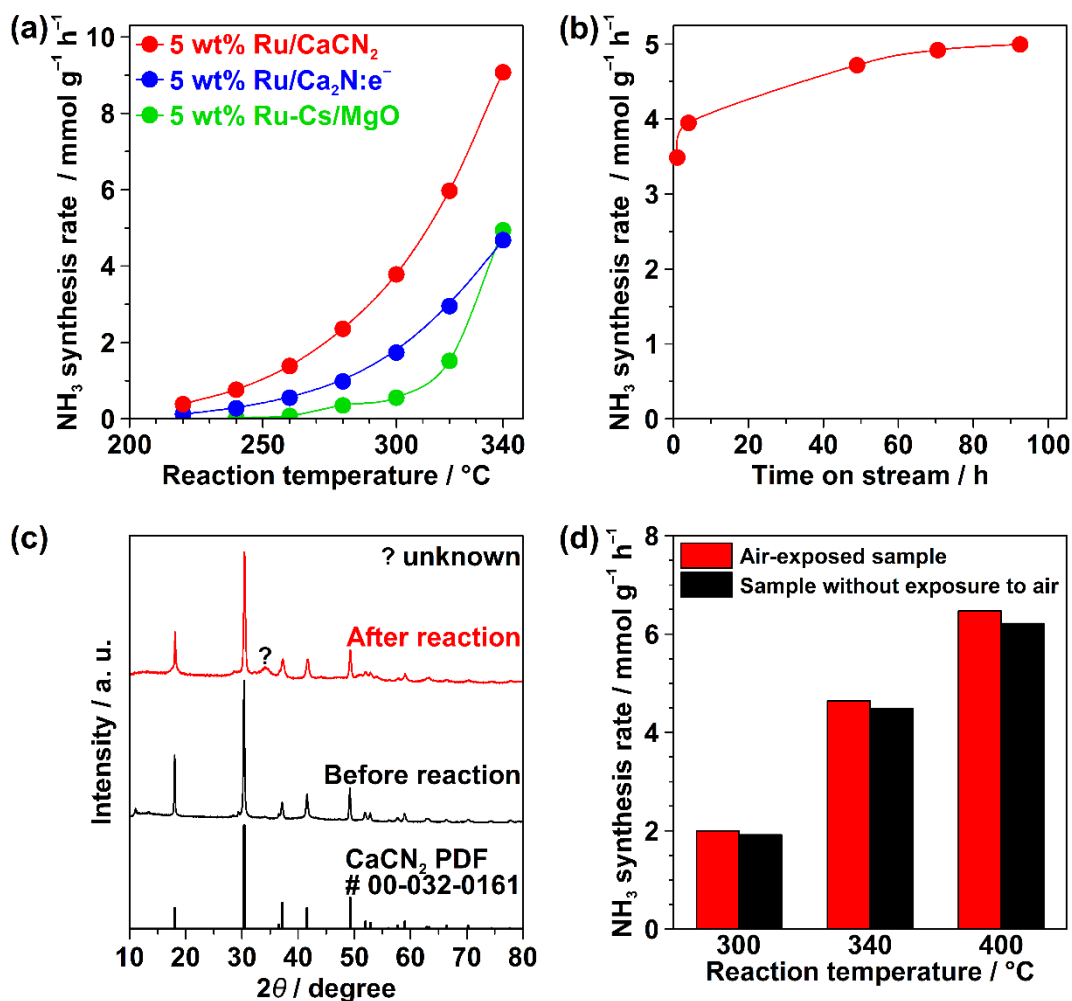 (a)
5 wt% Ru/CaCN₂
5 wt% Ru/Ca₂N:e⁻
5 wt% Ru-Cs/MgO
NH₃ synthesis rate / mmol g⁻¹ h⁻¹
10
8
6
4
2
0
200
250
300
340
Reaction temperature / °C
(b)
NH₃ synthesis rate / mmol g⁻¹ h⁻¹
5
4
3
2
1
0
0
20
40
60
80
100
Time on stream / h
(c)
? unknown
After reaction
?
Before reaction
CaCN₂ PDF
# 00-032-0161
Intensity / a. u.
10
20
30
40
50
60
70
80
2θ / degree
(d)
Air-exposed sample
Sample without exposure to air
NH₃ synthesis rate / mmol g⁻¹ h⁻¹
8
6
4
2
0
300
340
400
Reaction temperature / °C